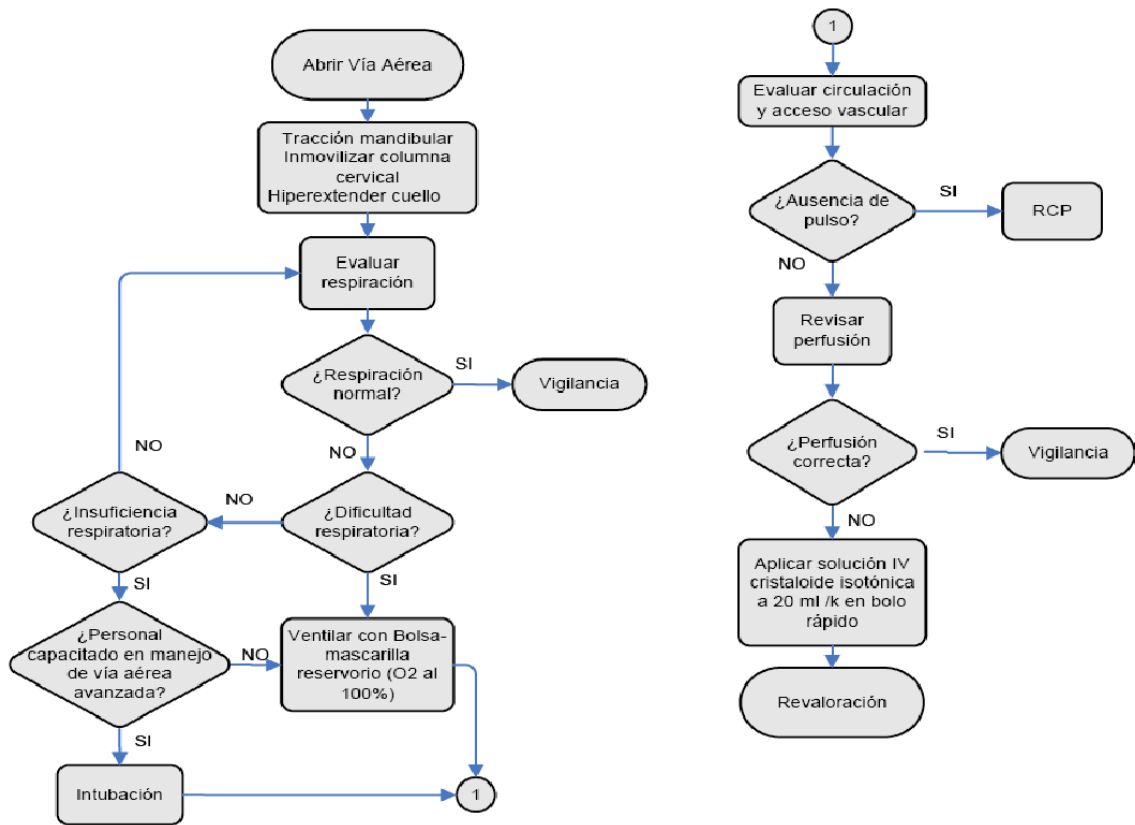 Abrir Vía Aérea
Tracción mandibular
Inmovilizar columna
cervical
Hiperextender cuello
Evaluar
respiración
¿Respiración
normal?
SI
Vigilancia
NO
¿Dificultad
respiratoria?
NO
¿Insuficiencia
respiratoria?
NO
SI
SI
¿Personal
capacitado en manejo
de vía aérea
avanzada?
NO
Ventilar con Bolsa-
mascarilla
reservorio (O2 al
100%)
SI
Intubación
1
1
Evaluar circulación
y acceso vascular
¿Ausencia de
pulso?
SI
RCP
NO
Revisar
perfusión
¿Perfusión
correcta?
SI
Vigilancia
NO
Aplicar solución IV
cristaloide isotónica
a 20 ml /k en bolo
rápido
Revaloración